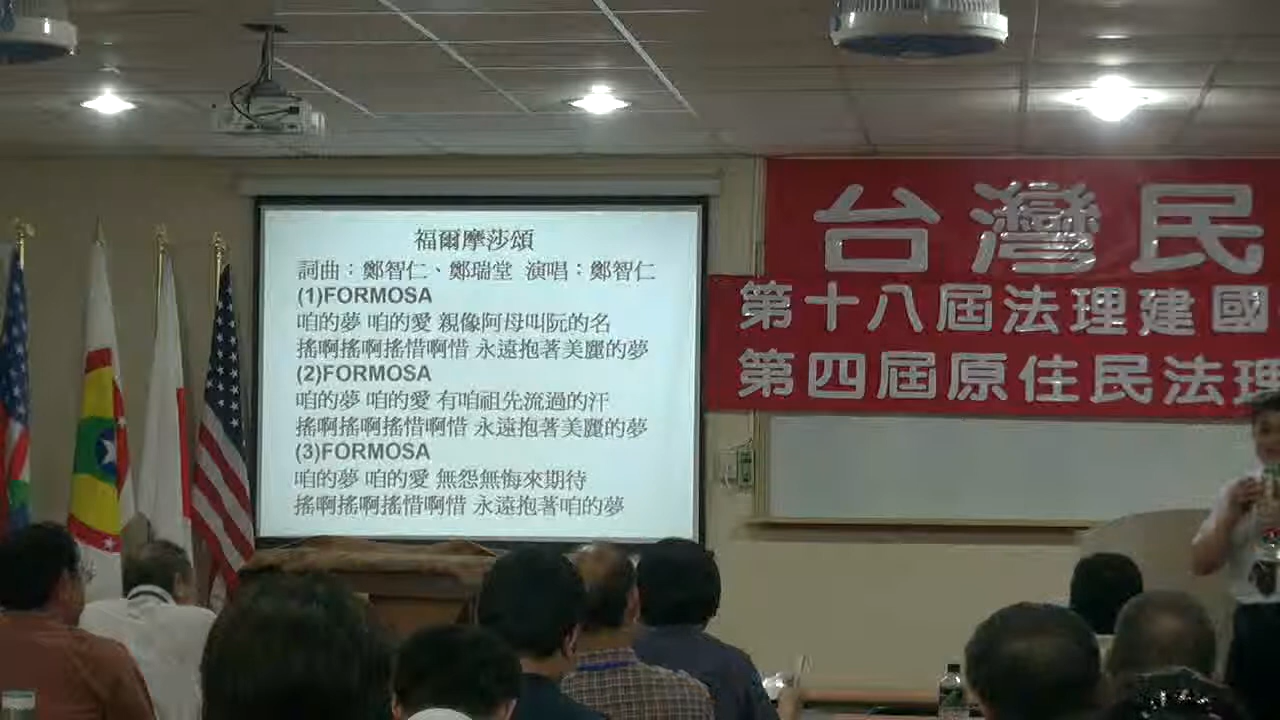 福爾摩莎頌
詞曲：鄭智仁、鄭瑞堂 演唱：鄭智仁
(1)FORMOSA
咱的夢 咱的愛 親像阿母叫阮的名
搖啊搖啊搖惜啊惜 永遠抱著美麗的夢
(2)FORMOSA
咱的夢 咱的愛 有咱祖先流過的汗
搖啊搖啊搖惜啊惜 永遠抱著美麗的夢
(3)FORMOSA
咱的夢 咱的愛 無怨無悔來期待
搖啊搖啊搖惜啊惜 永遠抱著咱的夢
台灣民
第十八屆法理建國
第四屆原住民法理